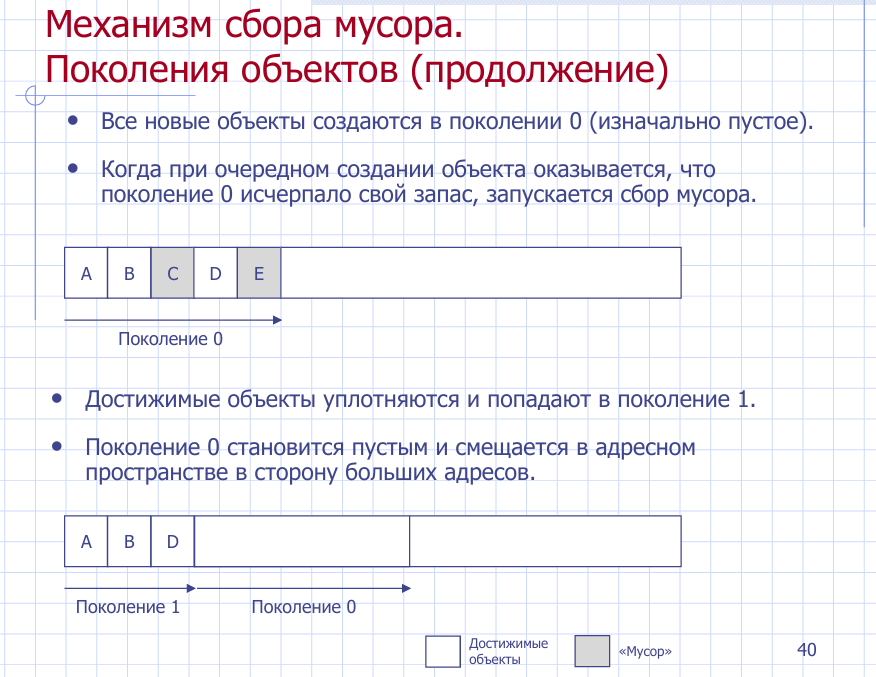 Механизм сбора мусора.
Поколения объектов (продолжение)
• Все новые объекты создаются в поколении 0 (изначально пустое).
• Когда при очередном создании объекта оказывается, что
поколение 0 исчерпало свой запас, запускается сбор мусора.
A B C D E
Поколение 0
• Достижимые объекты уплотняются и попадают в поколение 1.
• Поколение 0 становится пустым и смещается в адресном
пространстве в сторону больших адресов.
A B D
Поколение 1 Поколение 0
Достижимые
объекты
«Мусор»
40